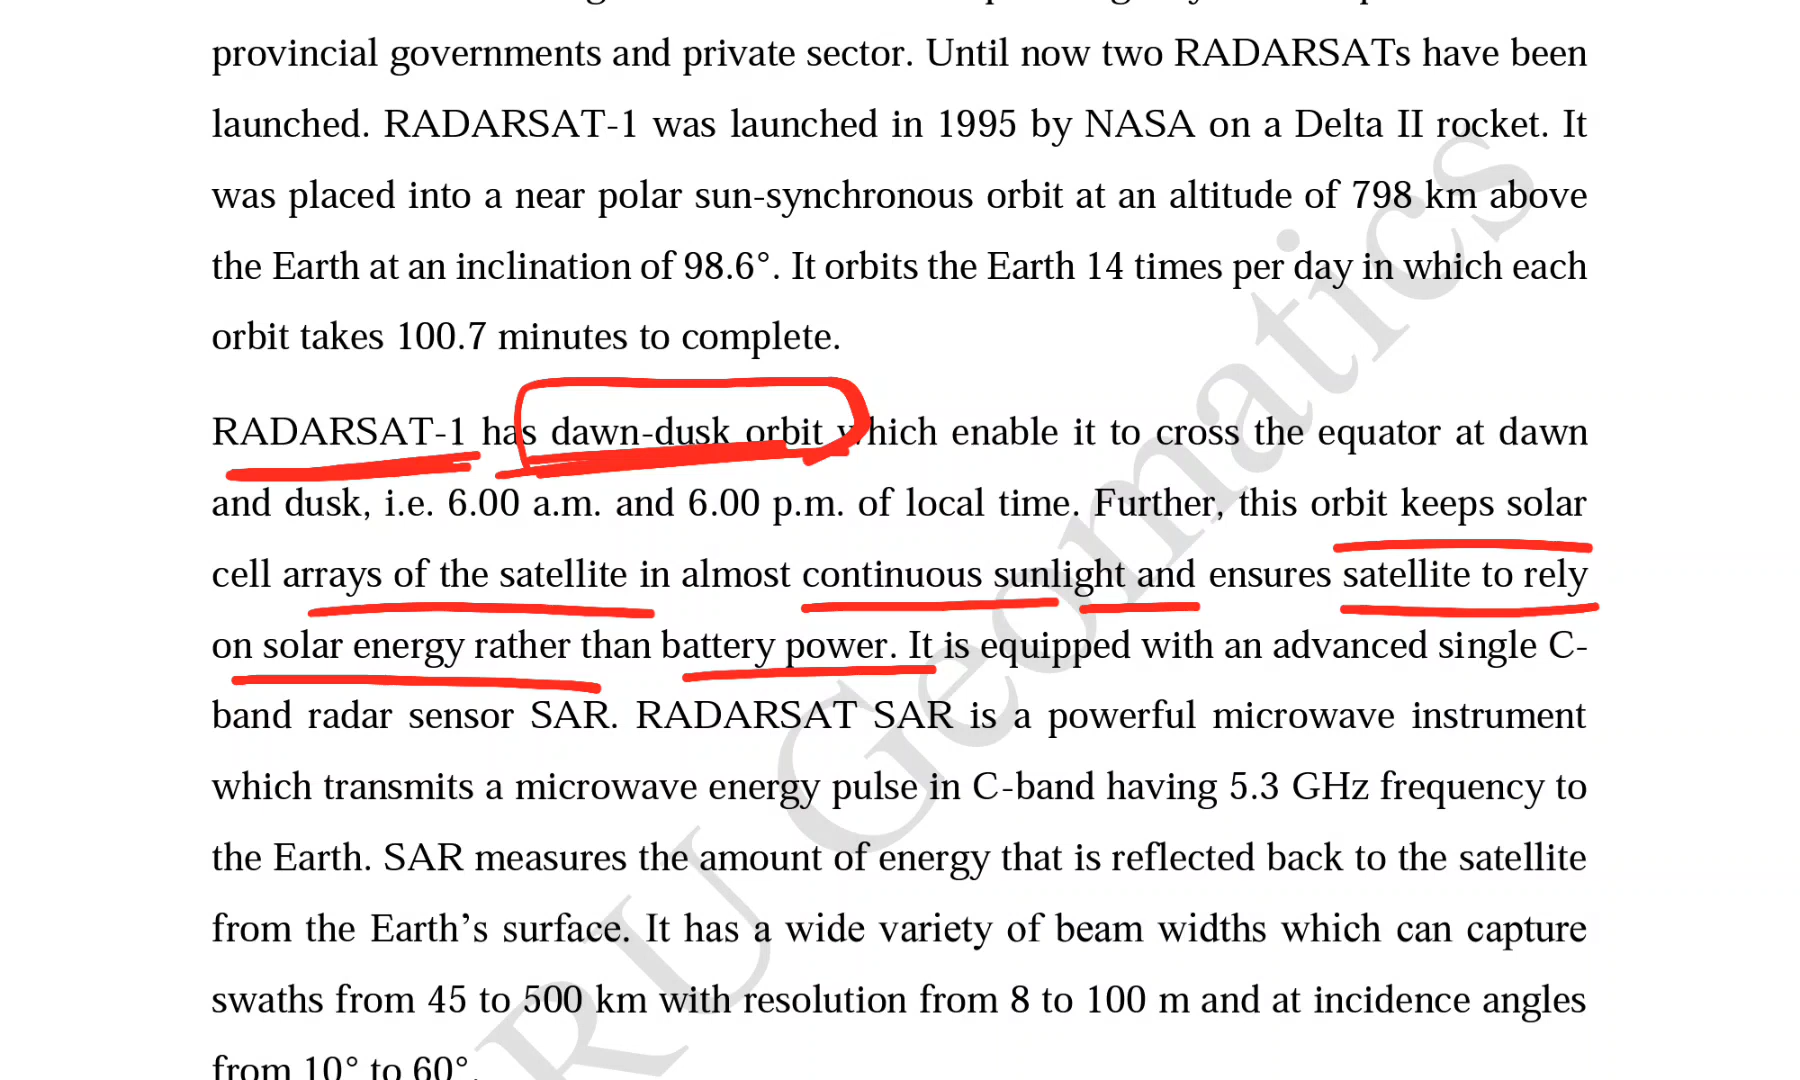 provincial governments and private sector. Until now two RADARSATs have been
launched. RADARSAT-1 was launched in 1995 by NASA on a Delta II rocket. It
was placed into a near polar sun-synchronous orbit at an altitude of 798 km above
the Earth at an inclination of 98.6°. It orbits the Earth 14 times per day in which each
orbit takes 100.7 minutes to complete.
RADARSAT-1 has dawn-dusk orbit which enable it to cross the equator at dawn
and dusk, i.e. 6.00 a.m. and 6.00 p.m. of local time. Further, this orbit keeps solar
cell arrays of the satellite in almost continuous sunlight and ensures satellite to rely
on solar energy rather than battery power. It is equipped with an advanced single C-
band radar sensor SAR. RADARSAT SAR is a powerful microwave instrument
which transmits a microwave energy pulse in C-band having 5.3 GHz frequency to
the Earth. SAR measures the amount of energy that is reflected back to the satellite
from the Earth’s surface. It has a wide variety of beam widths which can capture
swaths from 45 to 500 km with resolution from 8 to 100 m and at incidence angles
from 10° to 60°.
RU Geomatics